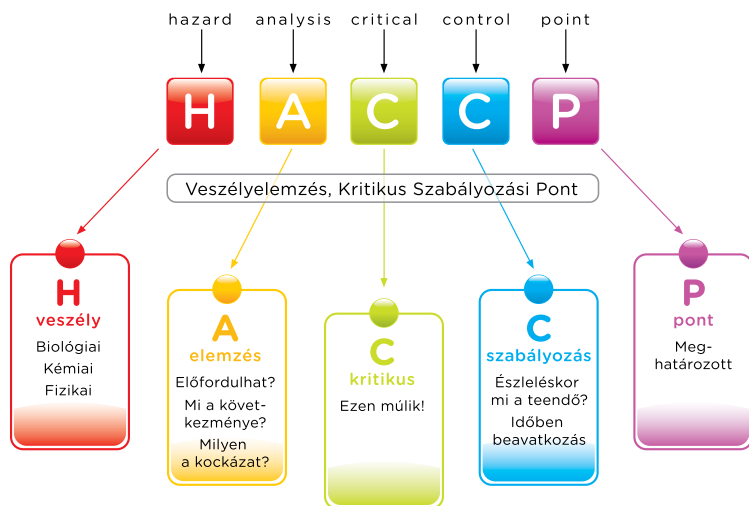 hazard analysis critical control point
H A C C P
Veszélyelemzés, Kritikus Szabályozási Pont
H
veszély
Biológiai
Kémiai
Fizikai
A
elemzés
Előfordulhat?
Mi a követ-
kezménye?
Milyen
a kockázat?
C
kritikus
Ezen múlik!
C
szabályozás
Észleléskor
mi a teendő?
Időben
beavatkozás
P
pont
Meg-
határozott